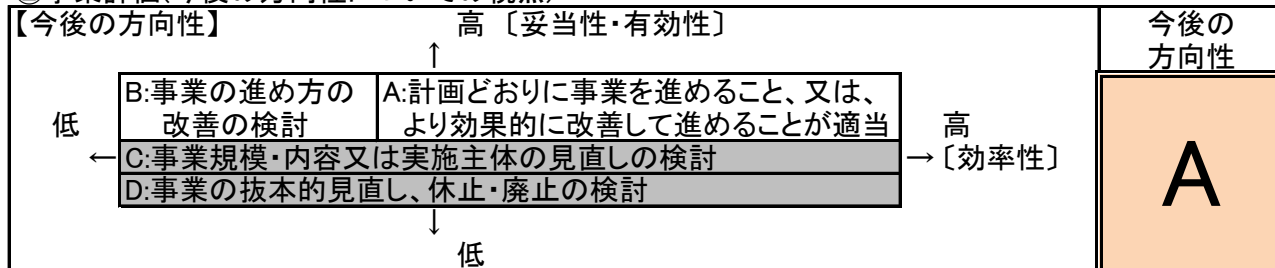 【今後の方向性】 高 〔妥当性・有効性〕
今後の
方向性
↑
B:事業の進め方の
改善の検討
A:計画どおりに事業を進めること、又は、
より効果的に改善して進めることが適当
低
←
C:事業規模・内容又は実施主体の見直しの検討
D:事業の抜本的見直し、休止・廃止の検討
高
→〔効率性〕
↓
低
A